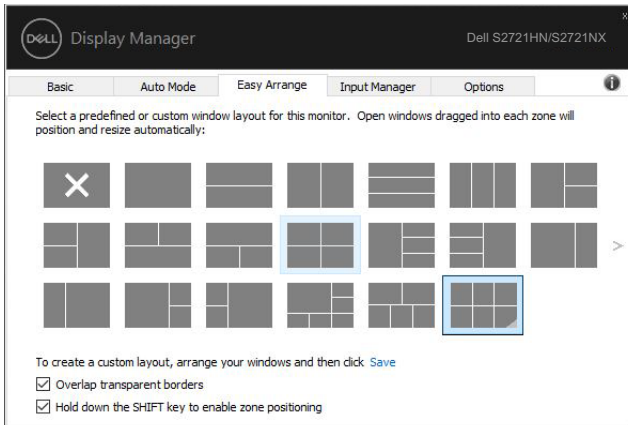 x
DELL Display Manager
Dell S2721HN/S2721NX
Basic Auto Mode Easy Arrange Input Manager Options
Select a predefined or custom window layout for this monitor. Open windows dragged into each zone will
position and resize automatically:
To create a custom layout, arrange your windows and then click Save
Overlap transparent borders
Hold down the SHIFT key to enable zone positioning